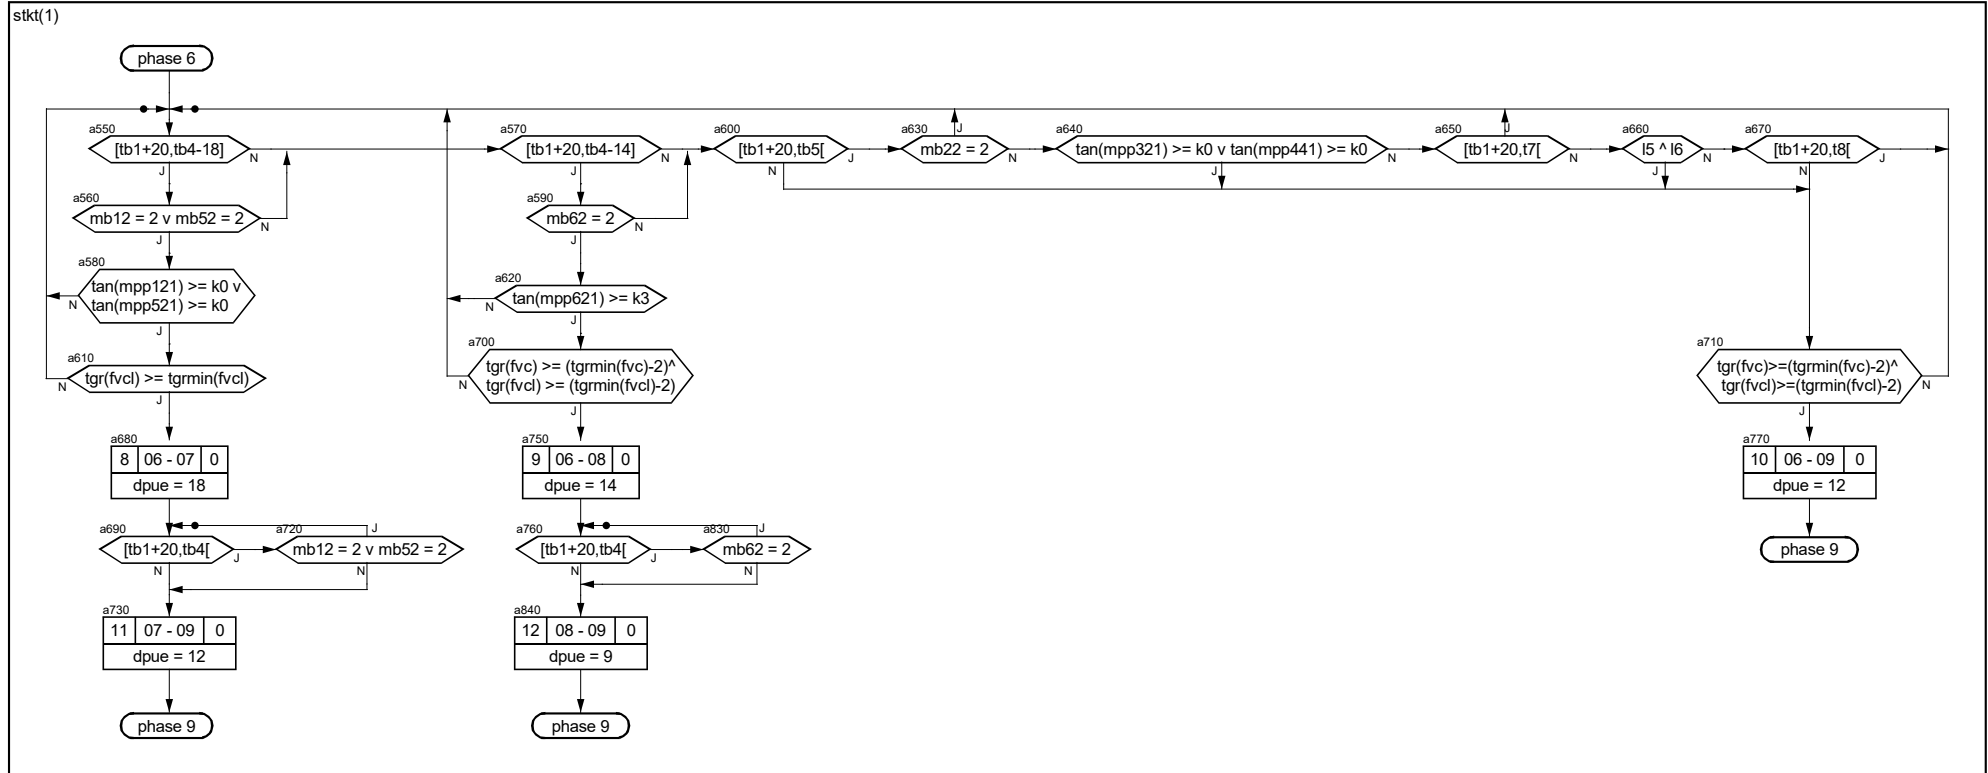 stkt(1)
phase 6
a550
[tb1+20,tb4-18]
N
J
a570
[tb1+20,tb4-14]
N
J
a600
[tb1+20,tb5[
J
N
a630
mb22 = 2
J
N
a640
tan(mpp321) >= k0 v tan(mpp441) >= k0
N
J
a650
[tb1+20,t7[
J
N
a660
l5 ^ l6
N
J
a670
[tb1+20,t8[
J
N
a560
mb12 = 2 v mb52 = 2
N
J
a590
mb62 = 2
N
J
a580
tan(mpp121) >= k0 v
tan(mpp521) >= k0
N
J
a620
tan(mpp621) >= k3
N
J
a610
tgr(fvcl) >= tgrmin(fvcl)
N
J
a700
tgr(fvc) >= (tgrmin(fvc)-2)^
tgr(fvcl) >= (tgrmin(fvcl)-2)
N
J
a710
tgr(fvc)>=(tgrmin(fvc)-2)^
tgr(fvcl)>=(tgrmin(fvcl)-2)
N
J
a680
8 06 - 07 0
dpue = 18
a750
9 06 - 08 0
dpue = 14
a770
10 06 - 09 0
dpue = 12
a690
[tb1+20,tb4[
J
N
a720
mb12 = 2 v mb52 = 2
J
N
a760
[tb1+20,tb4[
J
N
a830
mb62 = 2
J
N
phase 9
a730
11 07 - 09 0
dpue = 12
a840
12 08 - 09 0
dpue = 9
phase 9
phase 9